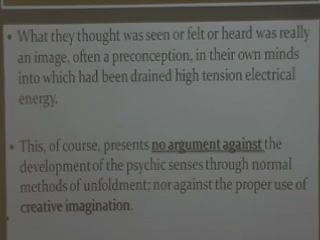 • What they thought was seen or felt or heard was really
an image, often a preconception, in their own minds
into which had been drained high tension electrical
energy.
• This, of course, presents no argument against the
development of the psychic senses through normal
methods of unfoldment; nor against the proper use of
creative imagination.